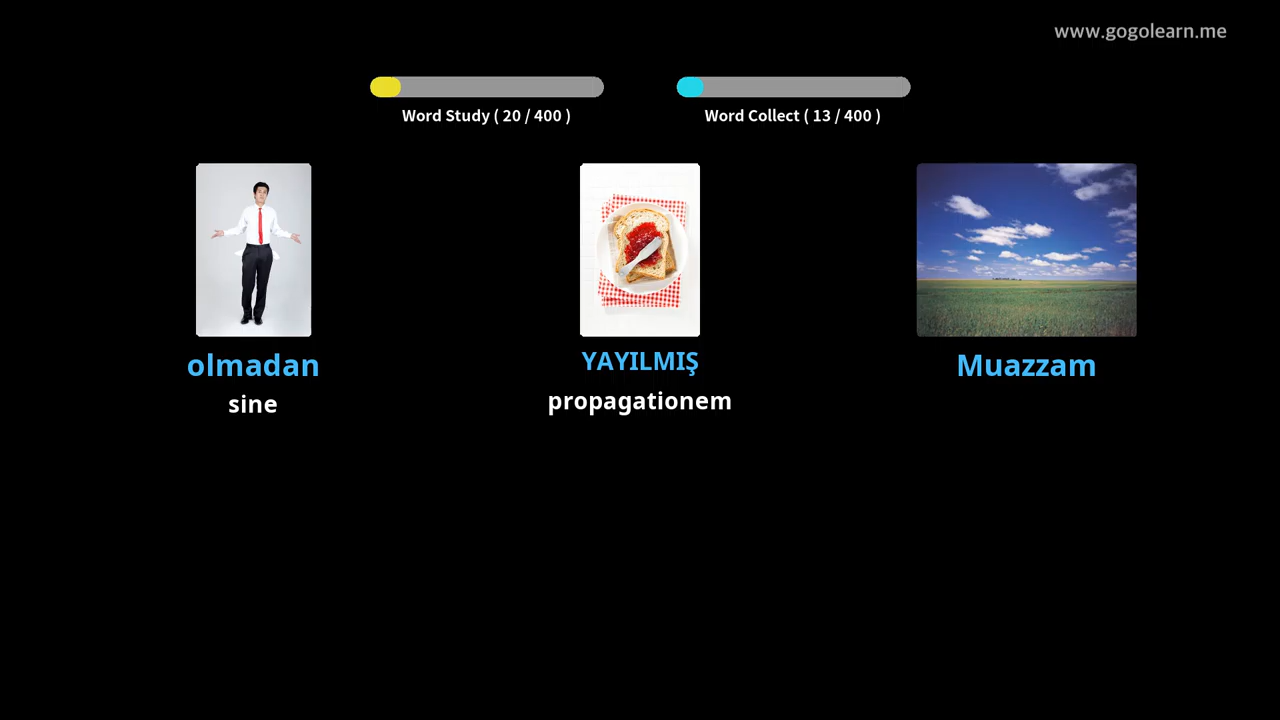 www.gogolearn.me
Word Study ( 20 / 400 )
Word Collect ( 13 / 400 )
olmadan
sine
YAYILMIŞ
propagationem
Muazzam